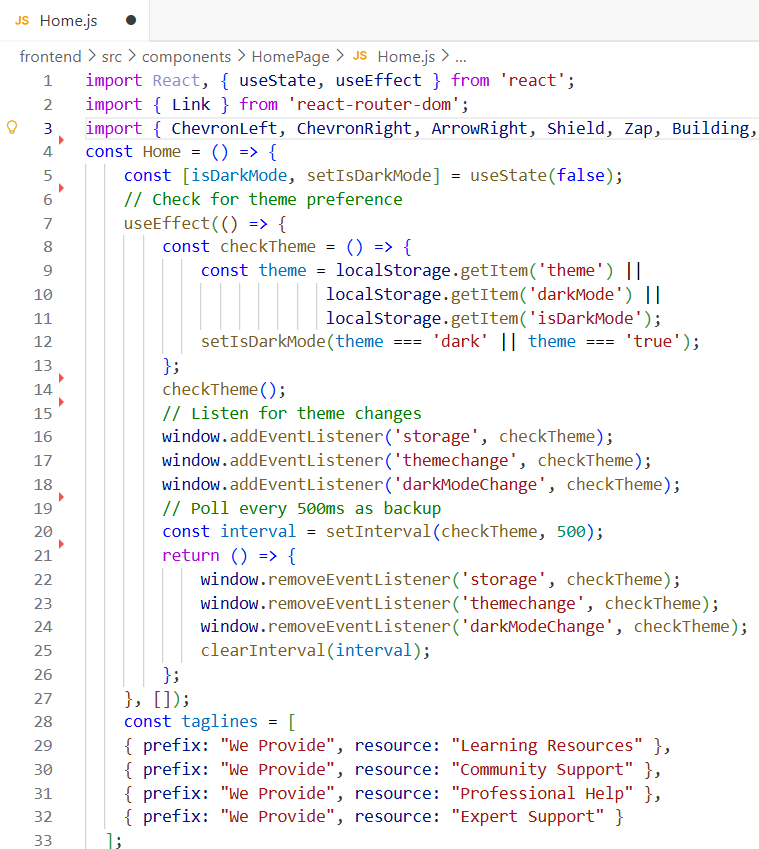 JS Home.js
frontend > src > components > HomePage > JS Home.js > ...
1 import React, { useState, useEffect } from 'react';
2 import { Link } from 'react-router-dom';
3 import { ChevronLeft, ChevronRight, ArrowRight, Shield, Zap, Building,
4 const Home = () => {
5 const [isDarkMode, setIsDarkMode] = useState(false);
6 // Check for theme preference
7 useEffect(() => {
8 const checkTheme = () => {
9 const theme = localStorage.getItem('theme') ||
10 localStorage.getItem('darkMode') ||
11 localStorage.getItem('isDarkMode');
12 setIsDarkMode(theme === 'dark' || theme === 'true');
13 };
14 checkTheme();
15 // Listen for theme changes
16 window.addEventListener('storage', checkTheme);
17 window.addEventListener('themechange', checkTheme);
18 window.addEventListener('darkModeChange', checkTheme);
19 // Poll every 500ms as backup
20 const interval = setInterval(checkTheme, 500);
21 return () => {
22 window.removeEventListener('storage', checkTheme);
23 window.removeEventListener('themechange', checkTheme);
24 window.removeEventListener('darkModeChange', checkTheme);
25 clearInterval(interval);
26 };
27 }, []);
28 const taglines = [
29 { prefix: "We Provide", resource: "Learning Resources" },
30 { prefix: "We Provide", resource: "Community Support" },
31 { prefix: "We Provide", resource: "Professional Help" },
32 { prefix: "We Provide", resource: "Expert Support" }
33 ];